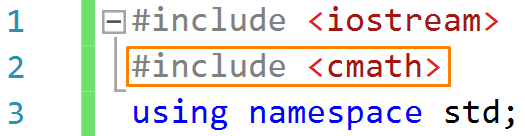 1 #include <iostream>
2 #include <cmath>
3 using namespace std;